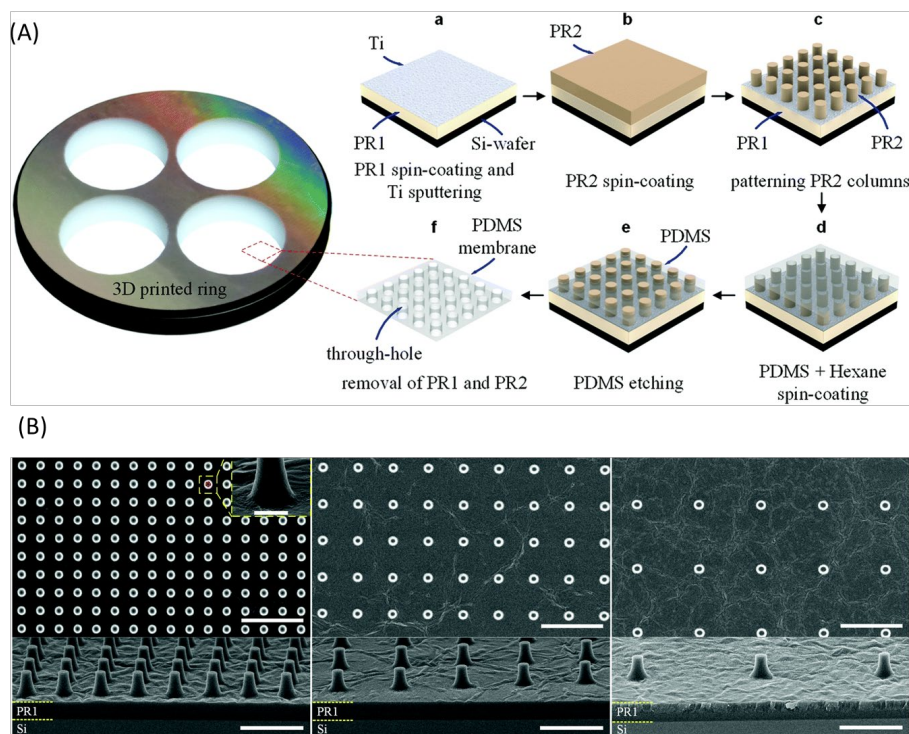 (A)
a
Ti
PR1
Si-wafer
PR1 spin-coating and
Ti sputtering
b
PR2
PR2 spin-coating
c
PR1
PR2
patterning PR2 columns
3D printed ring
f
PDMS
membrane
through-hole
removal of PR1 and PR2
e
PDMS
PDMS etching
d
PDMS + Hexane
spin-coating
(B)
PR1
Si
PR1
Si
PR1
Si